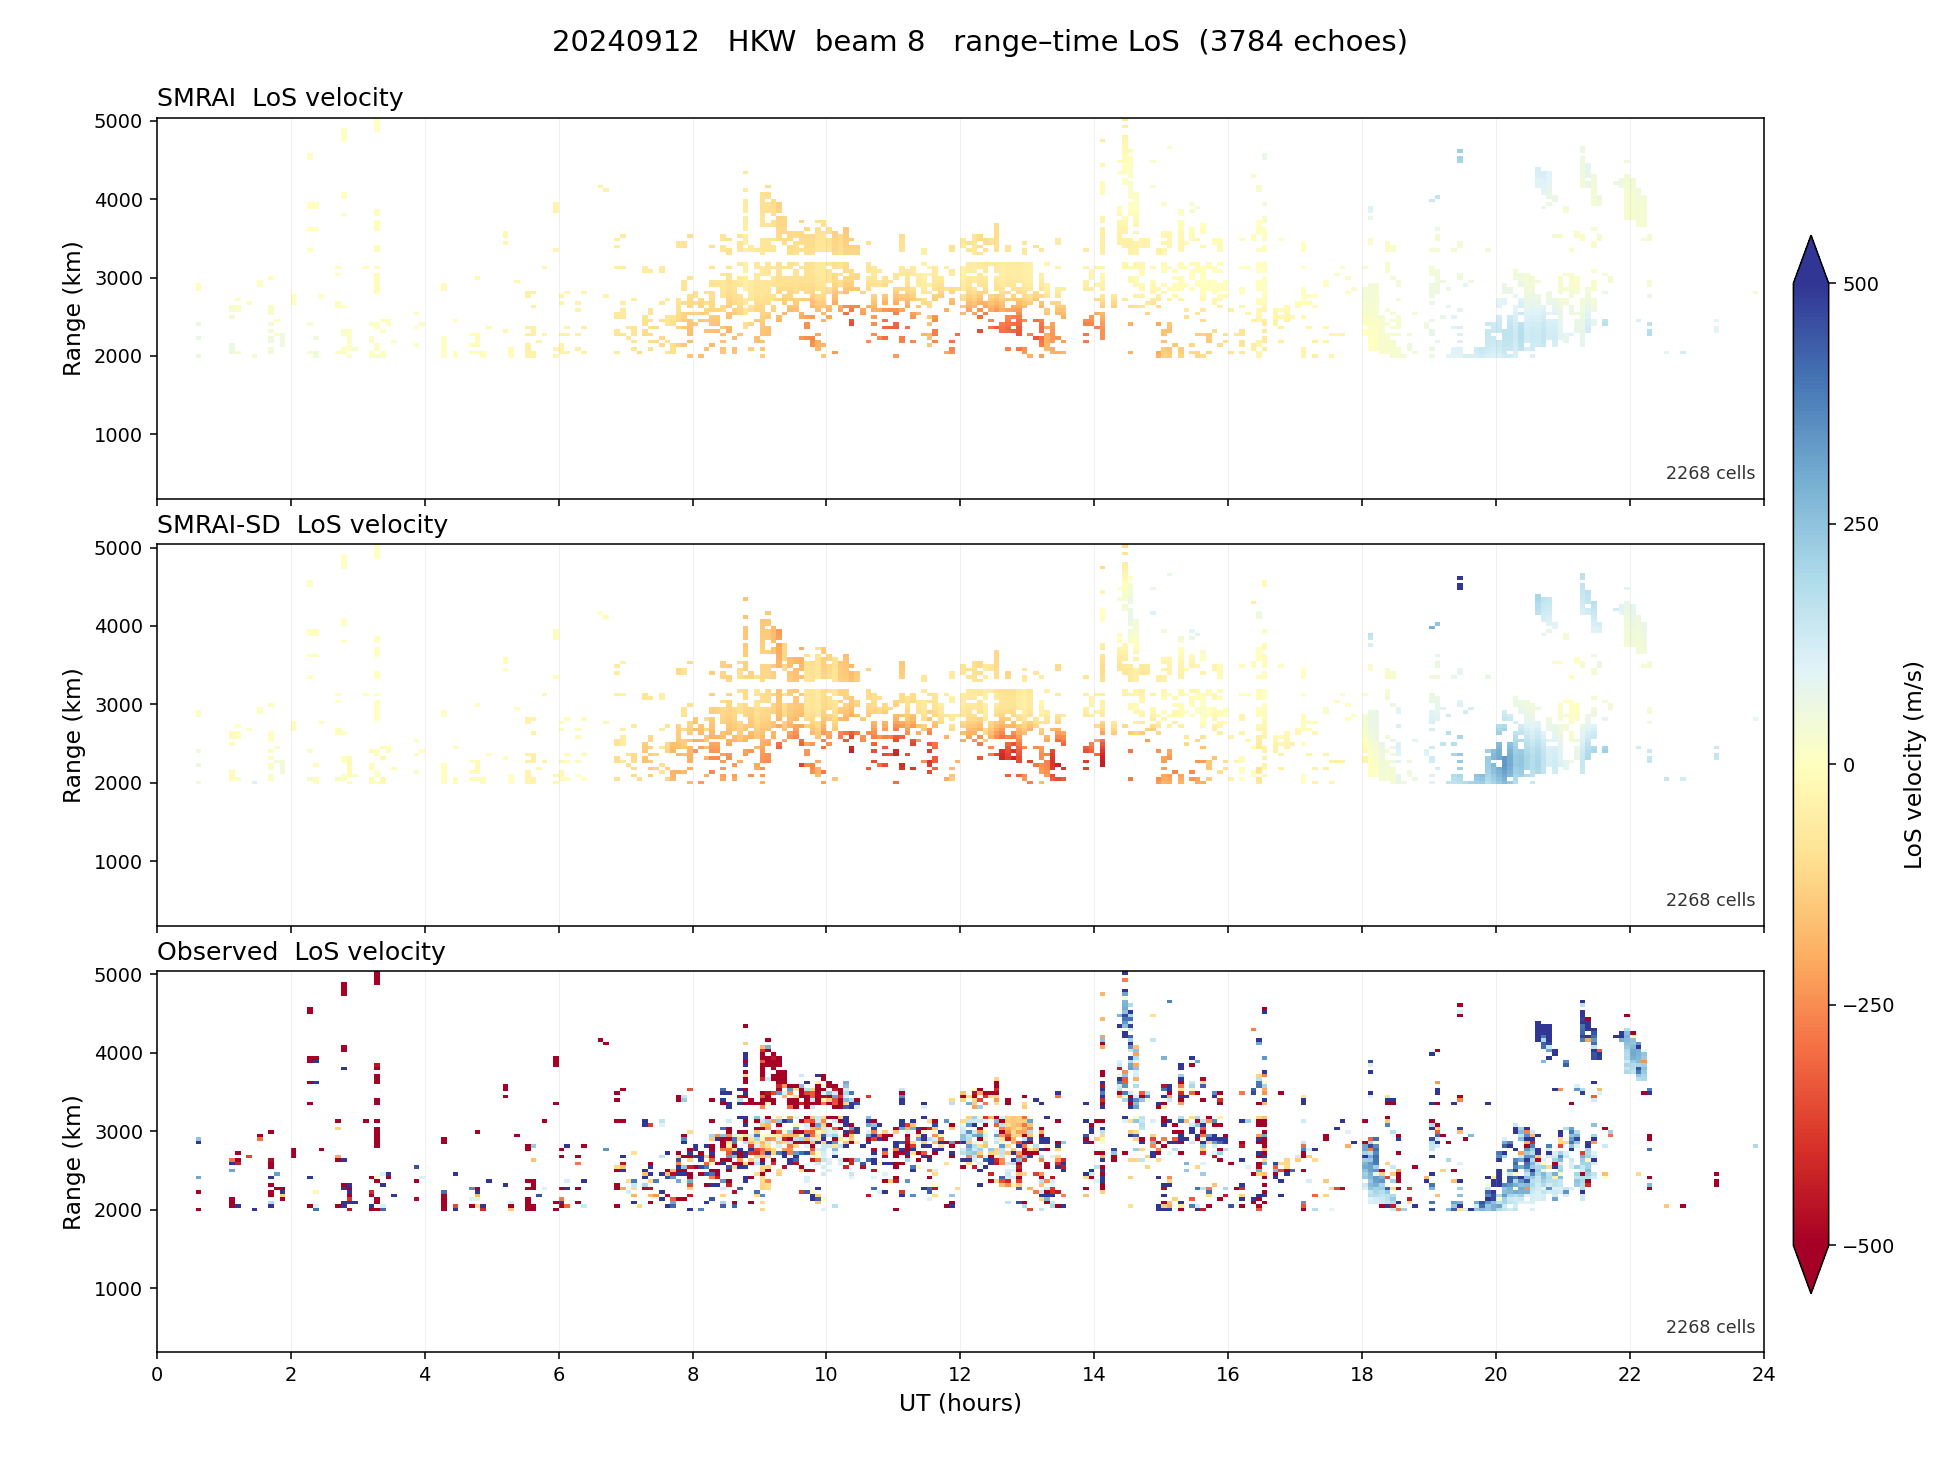 20240912 HKW beam 8 range–time LoS (3784 echoes)
SMRAI LoS velocity
5000
4000
3000
2000
1000
Range (km)
2268 cells
SMRAI-SD LoS velocity
5000
4000
3000
2000
1000
Range (km)
2268 cells
Observed LoS velocity
5000
4000
3000
2000
1000
Range (km)
2268 cells
0 2 4 6 8 10 12 14 16 18 20 22 24
UT (hours)
500
250
0
−250
−500
LoS velocity (m/s)